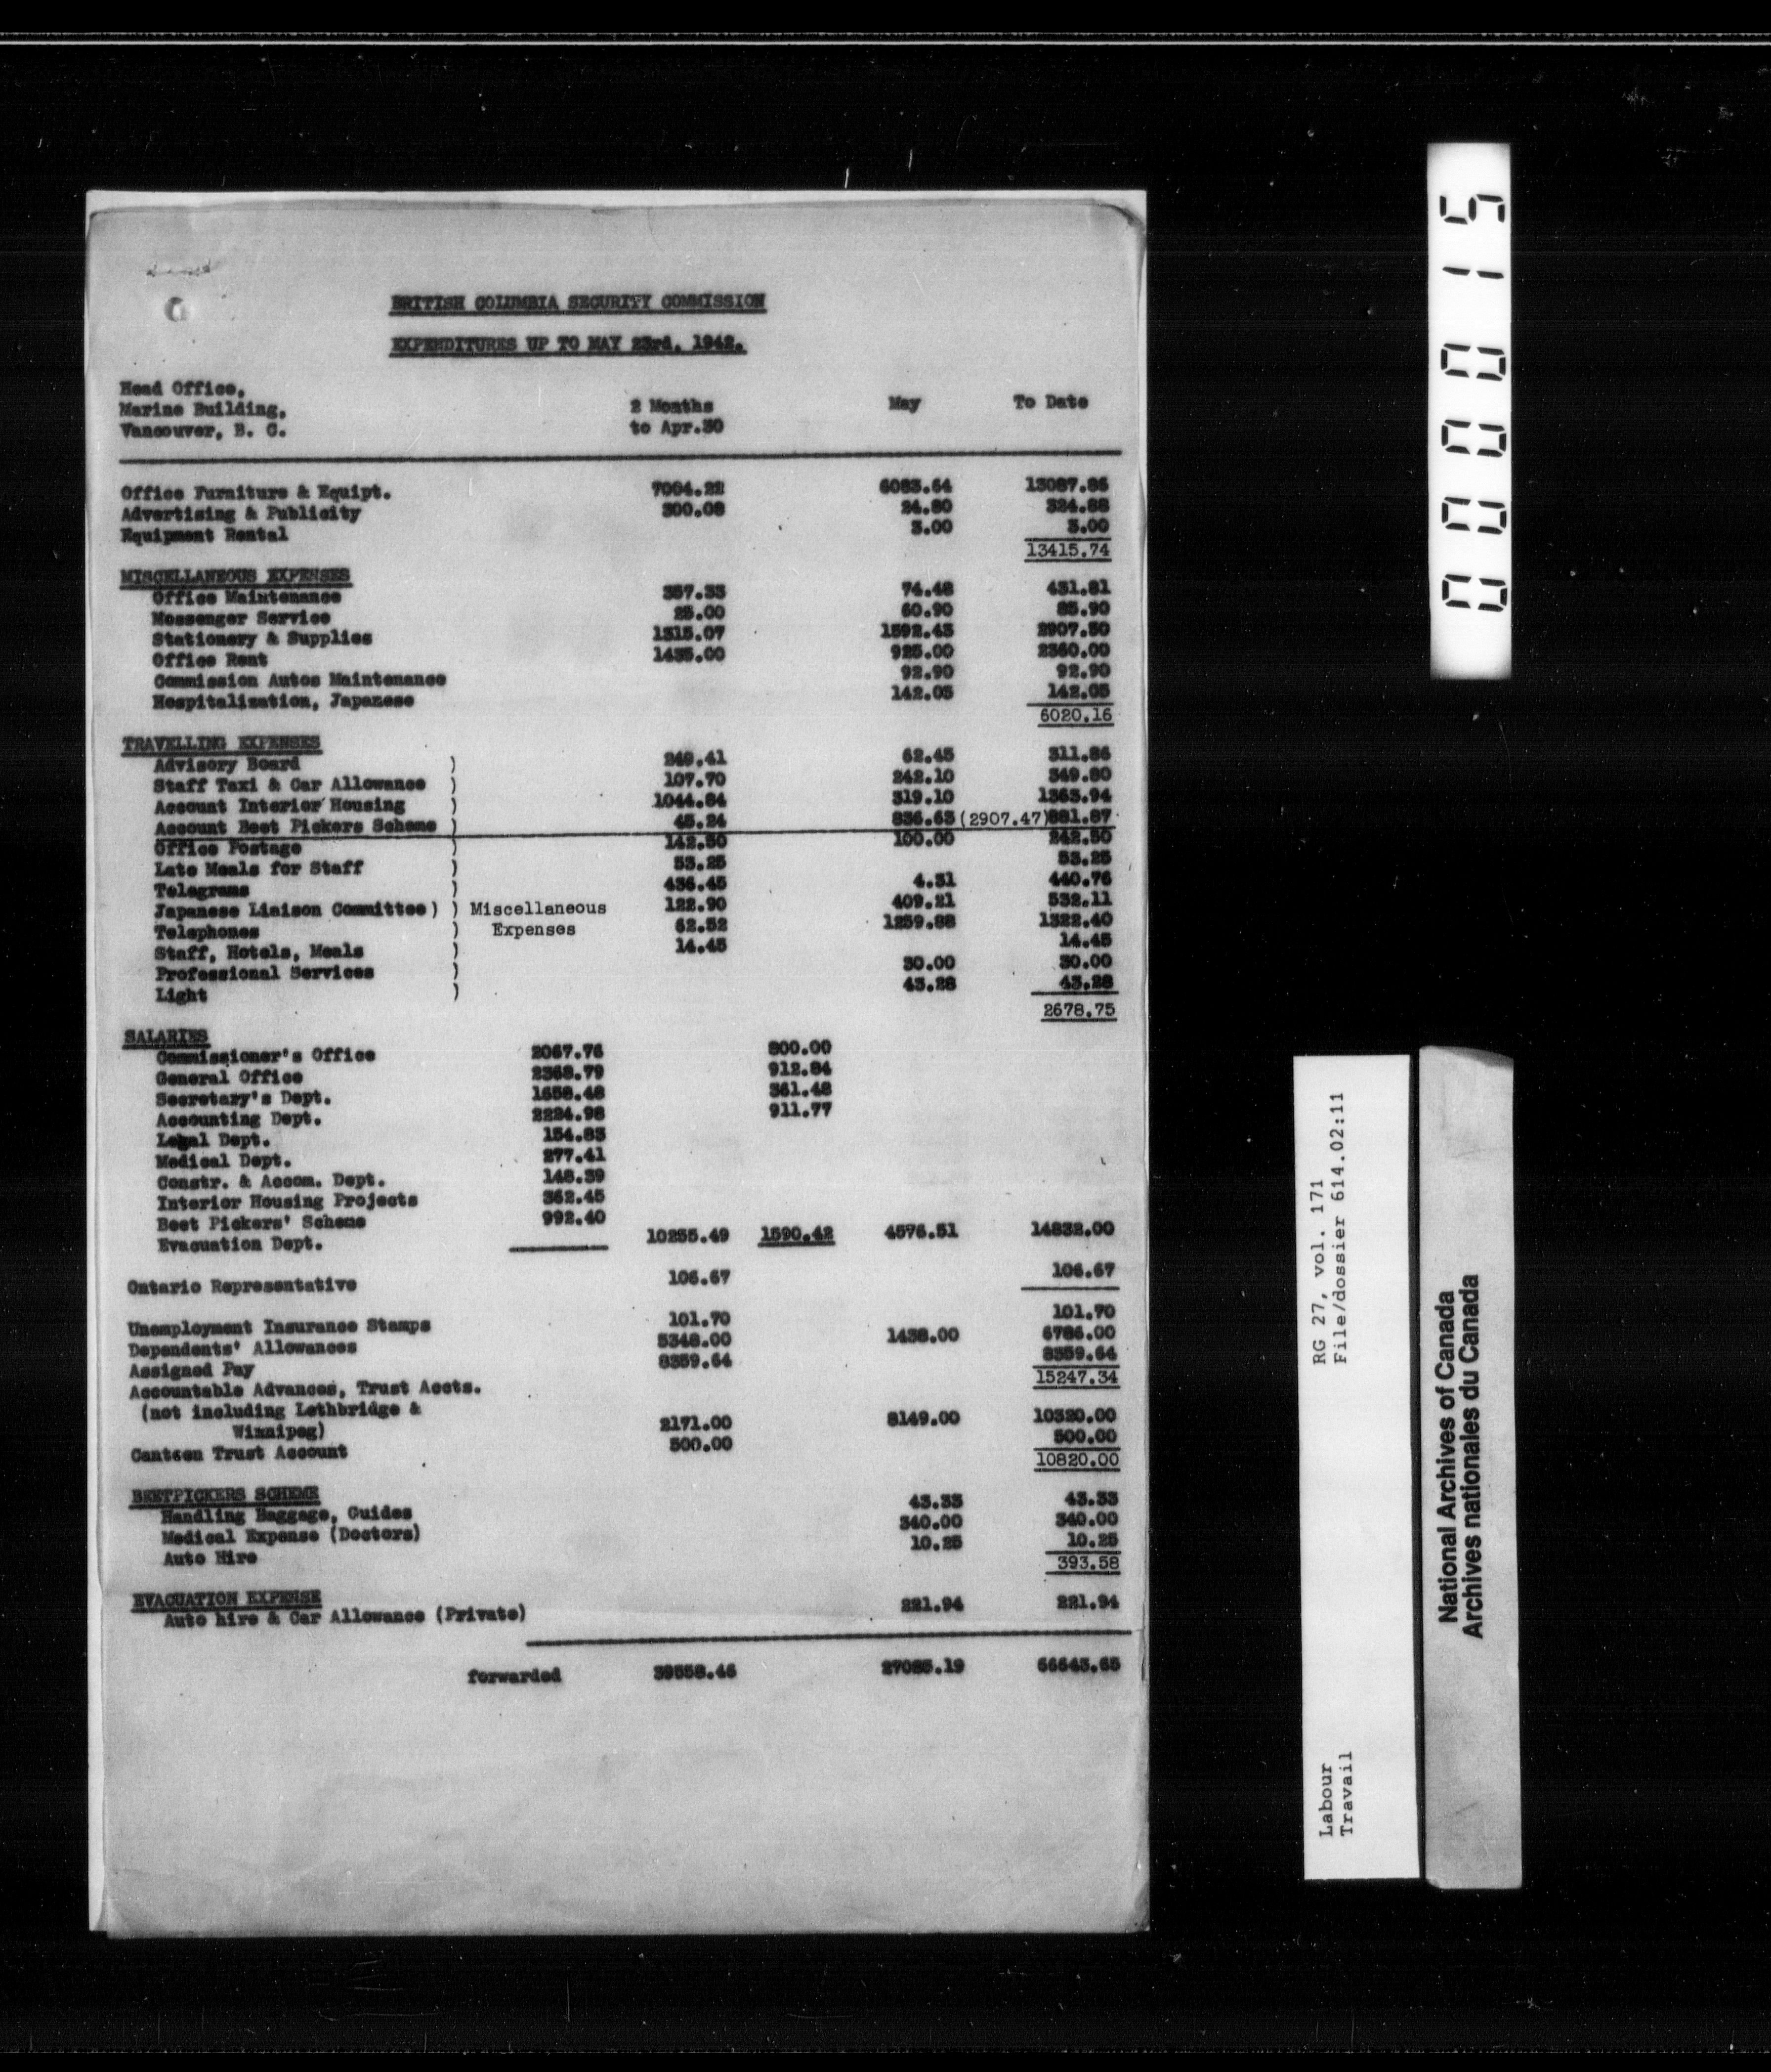 BRITISH COLUMBIA SECURITY COMMISSION
EXPENDITURES UP TO MAY 23rd, 1942.
Head Office,
Marine Building, 2 Months May To Date
Vancouver, B. C. to Apr.30
Office Furniture & Equipt. 7004.22 6083.64 13087.86
Advertising & Publicity 300.08 24.80 324.88
Equipment Rental 3.00 3.00
13415.74
MISCELLANEOUS EXPENSES
Office Maintenance 357.33 74.48 431.81
Messenger Service 25.00 60.90 85.90
Stationery & Supplies 1315.07 1592.43 2907.50
Office Rent 1435.00 925.00 2360.00
Commission Autos Maintenance 92.90 92.90
Hospitalization, Japanese 142.05 142.05
6020.16
TRAVELLING EXPENSES
Advisory Board ) 249.41 62.45 311.86
Staff Taxi & Car Allowance ) 107.70 242.10 349.80
Account Interior Housing ) 1044.84 319.10 1363.94
Account Beet Pickers Scheme ) 45.24 836.63 (2907.47) 881.87
Office Postage ) 142.50 100.00 242.50
Late Meals for Staff ) 53.25 53.25
Telegrams ) 436.45 4.31 440.76
Japanese Liaison Committee) ) Miscellaneous 122.90 409.21 532.11
Telephones ) Expenses 62.52 1259.88 1322.40
Staff, Hotels, Meals ) 14.45 14.45
Professional Services ) 30.00 30.00
Light ) 43.28 43.28
2678.75
SALARIES
Commissioner's Office 2067.76 800.00
General Office 2368.79 912.84
Secretary's Dept. 1658.48 361.48
Accounting Dept. 2224.98 911.77
Legal Dept. 154.83
Medical Dept. 277.41
Constr. & Accom. Dept. 148.39
Interior Housing Projects 362.45
Beet Pickers' Scheme 992.40
Evacuation Dept. 10255.49 1590.42 4576.51 14832.00
Ontario Representative 106.67 106.67
Unemployment Insurance Stamps 101.70 101.70
Dependents' Allowances 5348.00 1438.00 6786.00
Assigned Pay 8359.64 8359.64
15247.34
Accountable Advances, Trust Accts.
(not including Lethbridge &
Winnipeg) 2171.00 8149.00 10320.00
Canteen Trust Account 500.00 500.00
10820.00
BEETPICKERS SCHEME
Handling Baggage, Guides 43.33 43.33
Medical Expense (Doctors) 340.00 340.00
Auto Hire 10.25 10.25
393.58
EVACUATION EXPENSE
Auto hire & Car Allowance (Private) 221.94 221.94
forwarded 39558.46 27085.19 66643.65
000015
RG 27, vol. 171
File/dossier 614.02:11
Labour
Travail
National Archives of Canada
Archives nationales du Canada